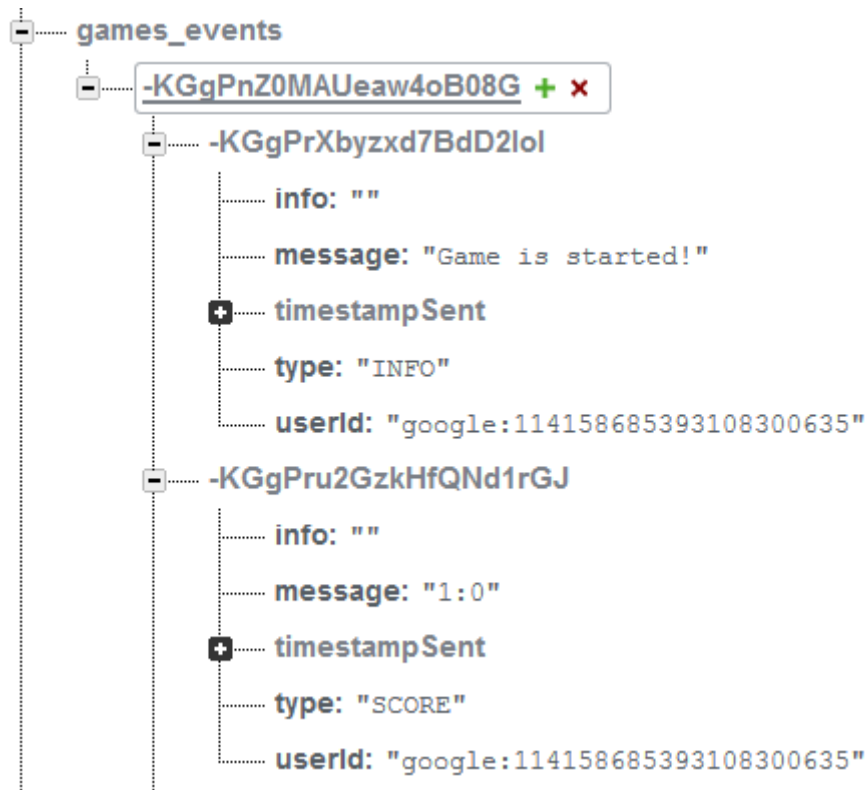 games_events
-KGgPnZ0MAUeaw4oB08G
-KGgPrXbyzxd7BdD2lol
info: ""
message: "Game is started!"
timestampSent
type: "INFO"
userId: "google:114158685393108300635"
-KGgPru2GzkHfQNd1rGJ
info: ""
message: "1:0"
timestampSent
type: "SCORE"
userId: "google:114158685393108300635"